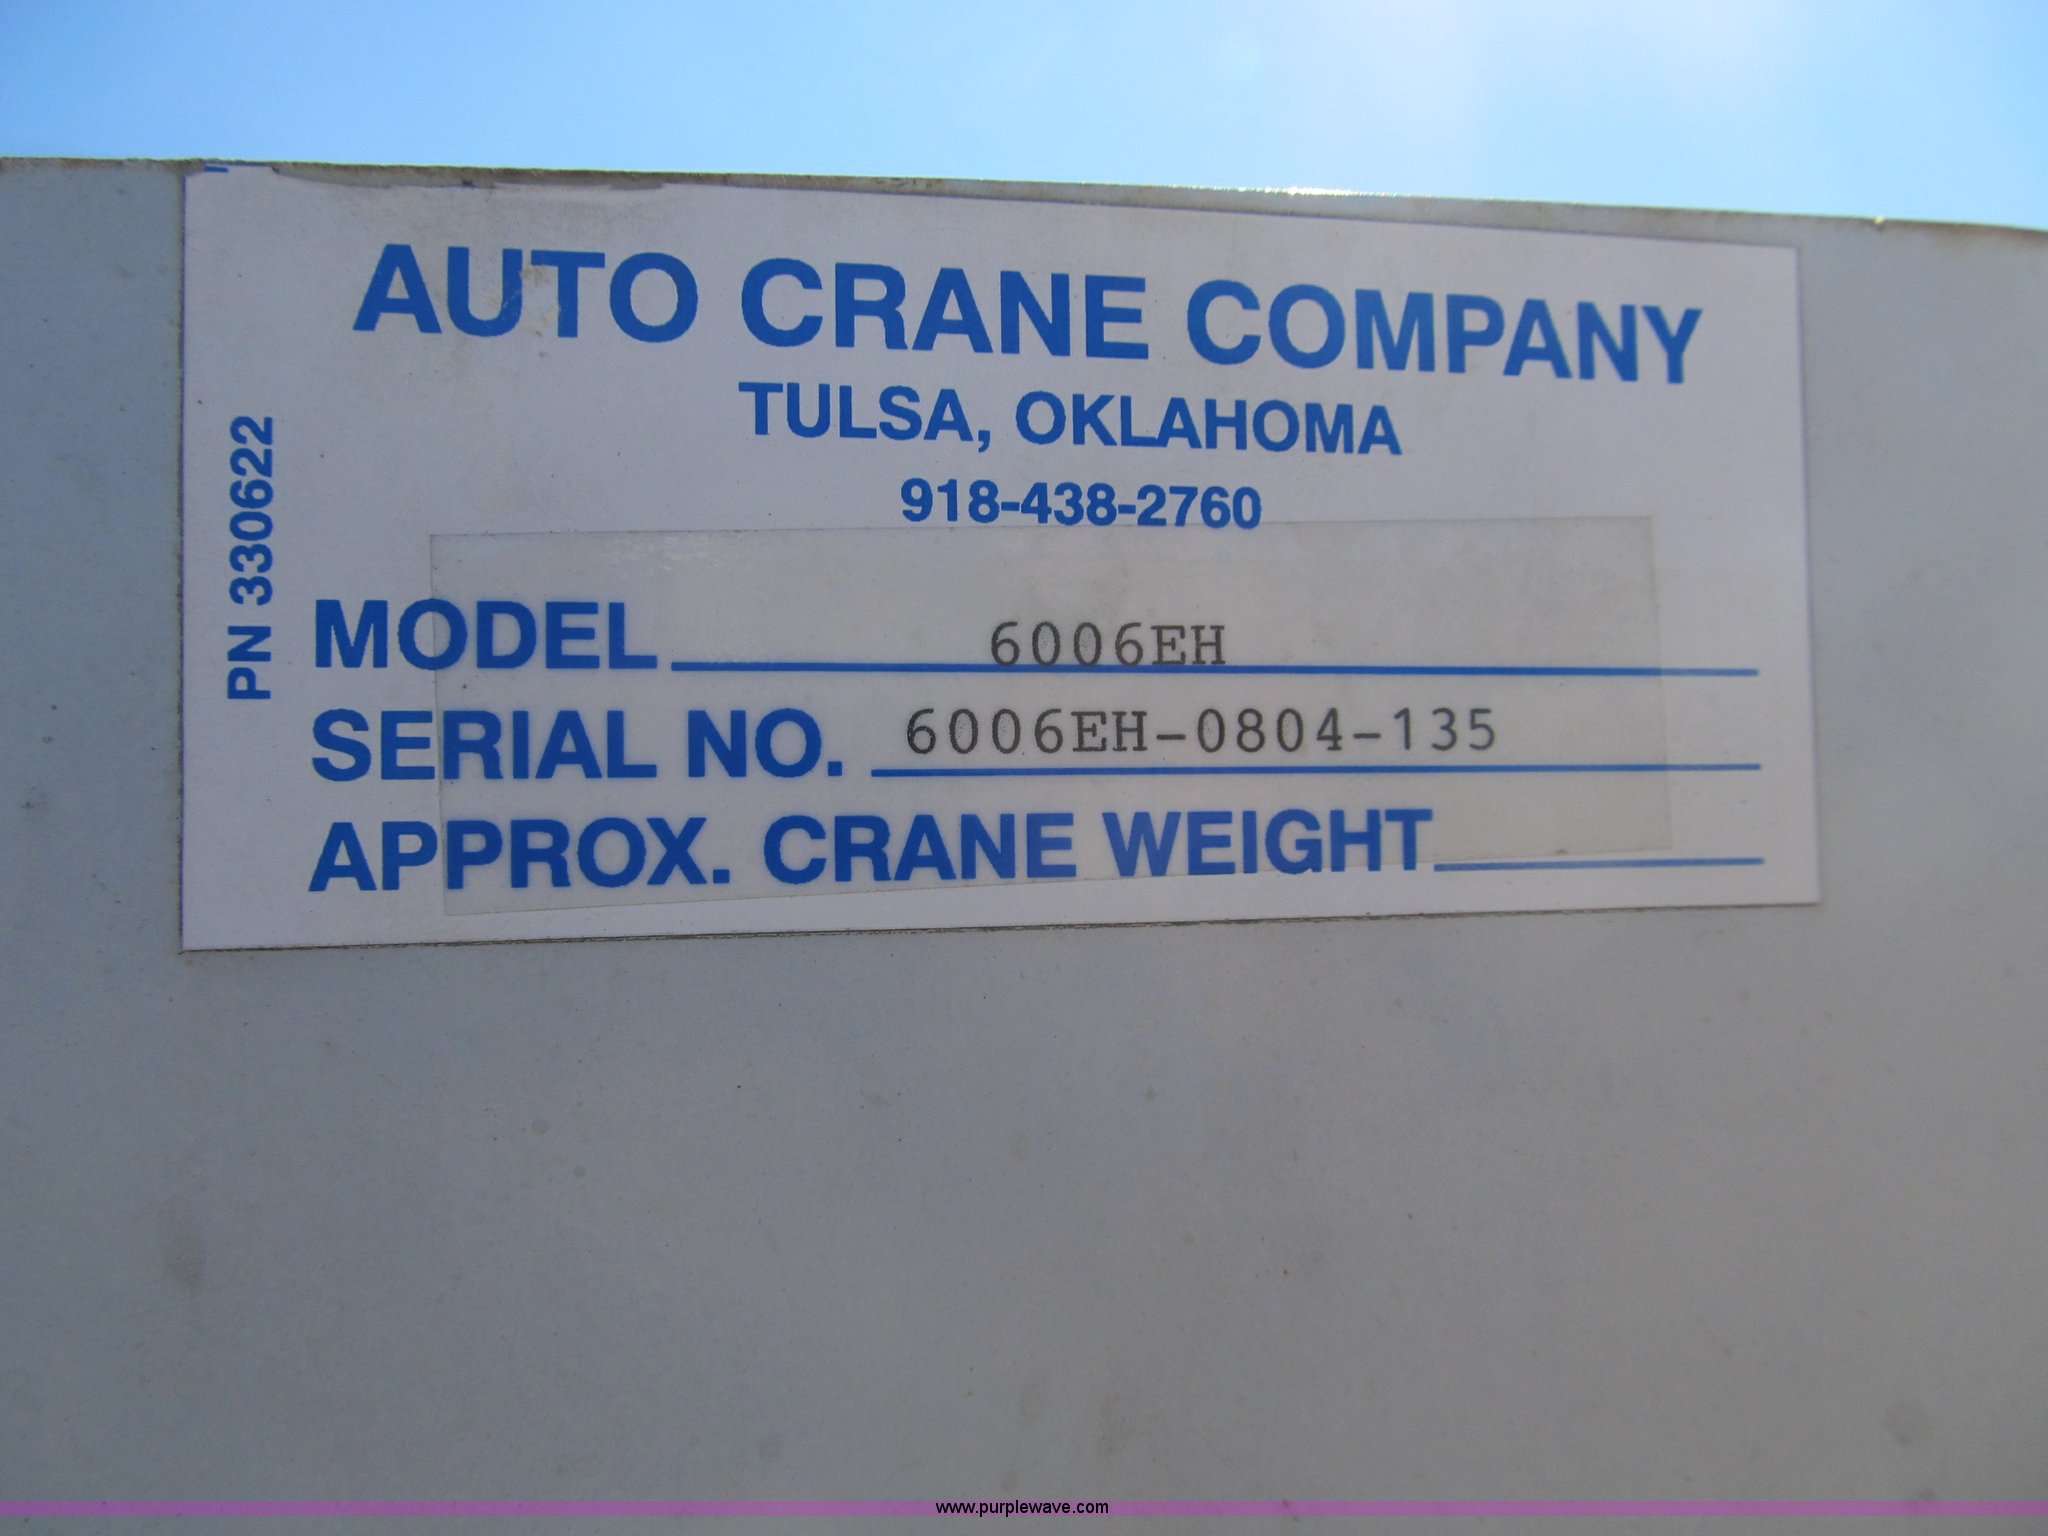 AUTO CRANE COMPANY
TULSA, OKLAHOMA
918-438-2760
PN 330622
MODEL 6006EH
SERIAL NO. 6006EH-0804-135
APPROX. CRANE WEIGHT
www.purplewave.com